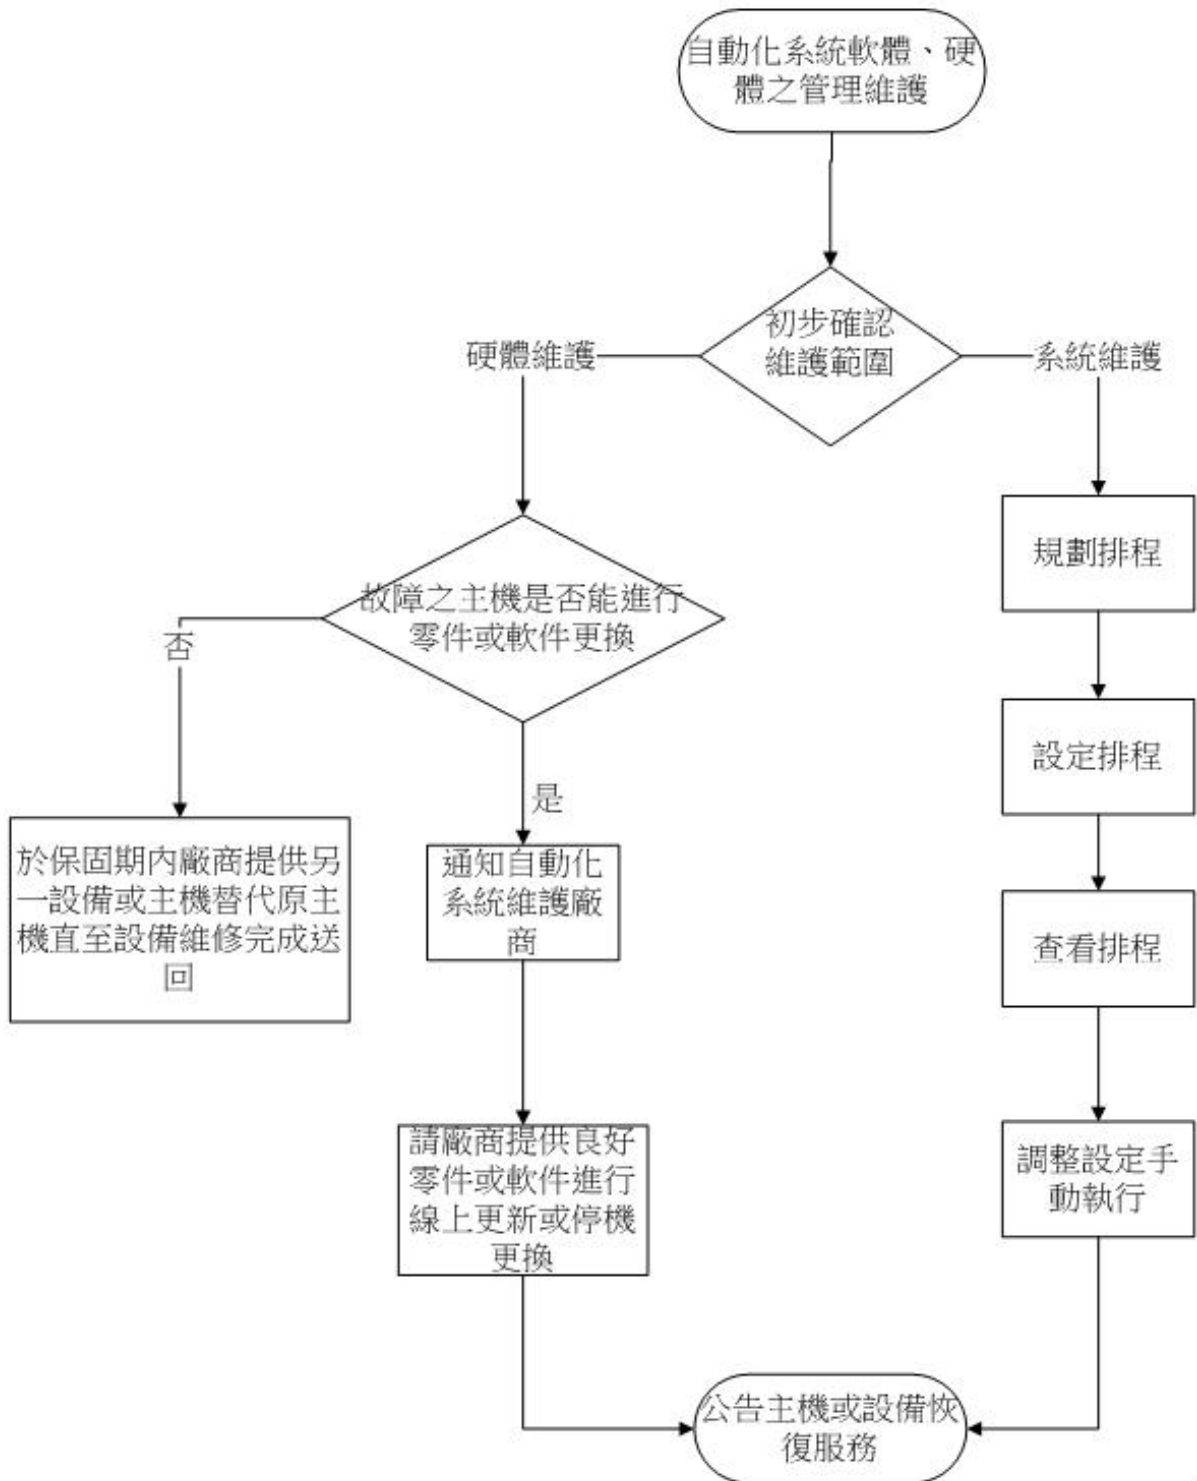 自動化系統軟體、硬
體之管理維護
初步確認
維護範圍
硬體維護
系統維護
規劃排程
故障之主機是否能進行
零件或軟件更換
否
設定排程
是
於保固期內廠商提供另
一設備或主機替代原主
機直至設備維修完成送
回
通知自動化
系統維護廠
商
查看排程
請廠商提供良好
零件或軟件進行
線上更新或停機
更換
調整設定手
動執行
公告主機或設備恢
復服務